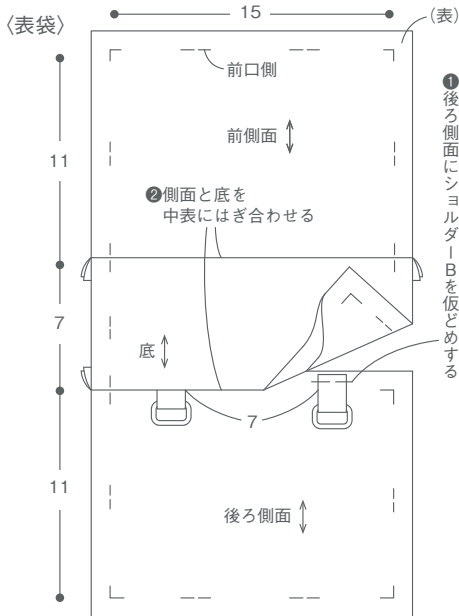 〈表袋〉
15
(表)
前口側
前側面
❶後ろ側面にショルダーBを仮どめする
11
❷側面と底を
中表にはぎ合わせる
7
底
7
11
後ろ側面